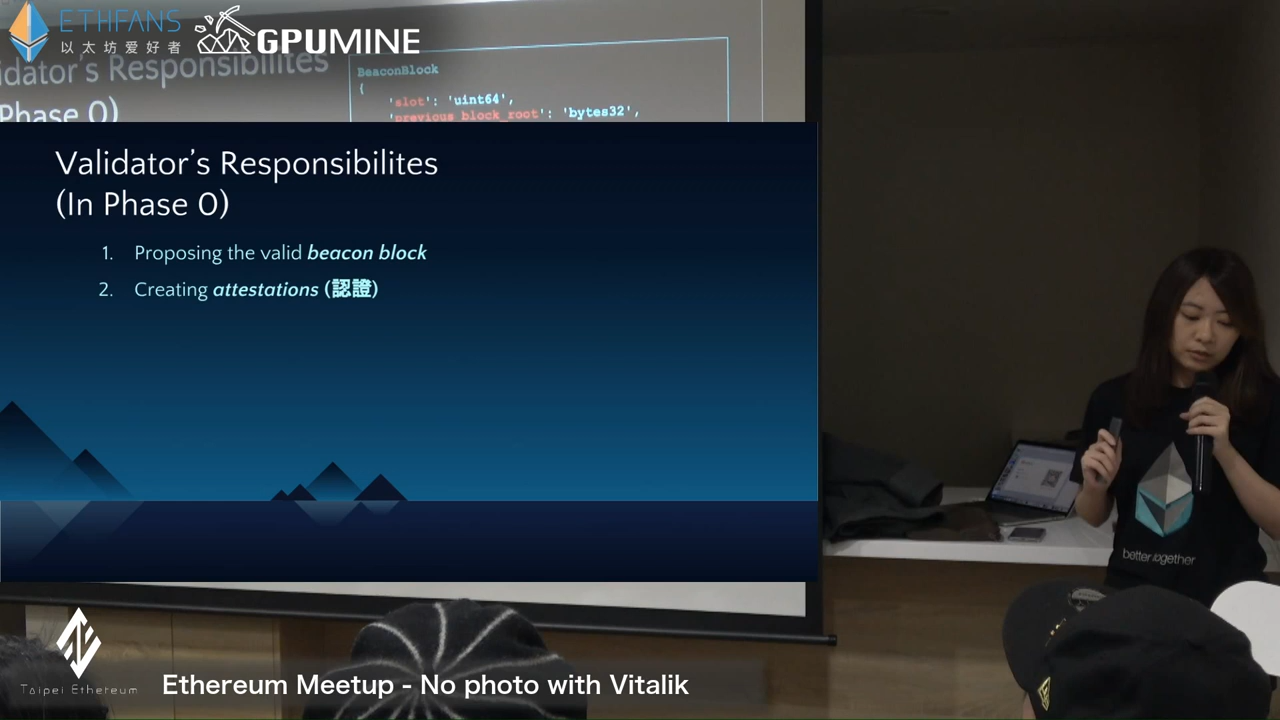 ETHFANS
以太坊爱好者
GPUMINE
idator's Responsibilites
Phase 0)
BeaconBlock
{
'slot': 'uint64',
'previous_block_root': 'bytes32',
Validator's Responsibilites
(In Phase 0)
1. Proposing the valid beacon block
2. Creating attestations (認證)
better together
Taipei Ethereum
Ethereum Meetup - No photo with Vitalik